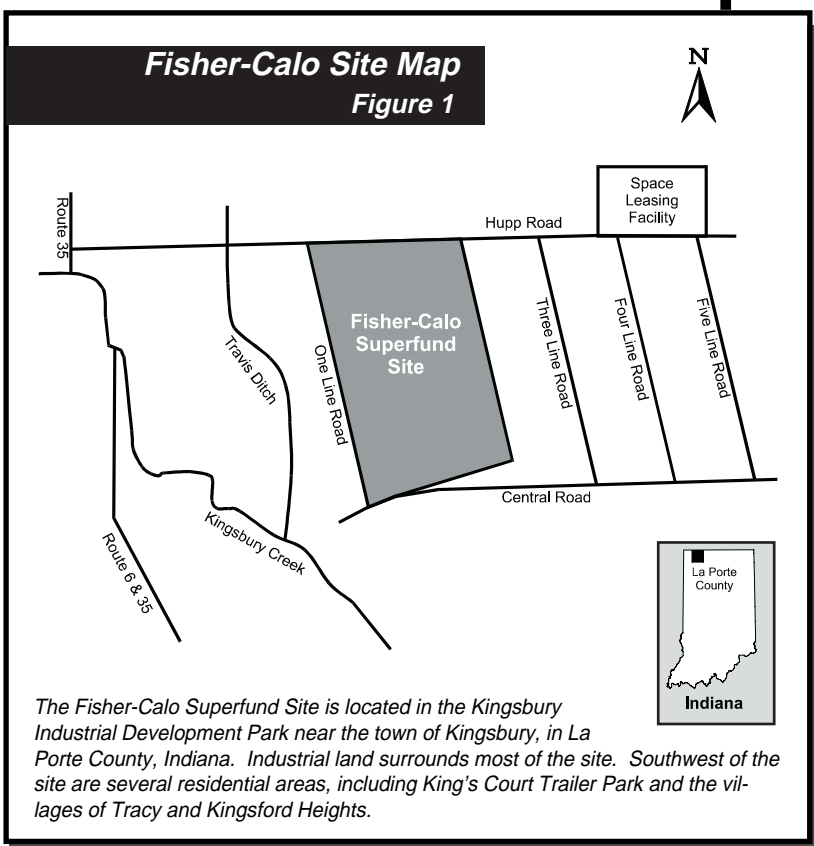 Fisher-Calo Site Map
Figure 1
N
Route 35
Space
Leasing
Facility
Hupp Road
Fisher-Calo
Superfund
Site
Travis Ditch
One Line Road
Three Line Road
Four Line Road
Five Line Road
Central Road
Kingsbury Creek
Route 6 & 35
La Porte
County
Indiana
The Fisher-Calo Superfund Site is located in the Kingsbury
Industrial Development Park near the town of Kingsbury, in La
Porte County, Indiana.  Industrial land surrounds most of the site.  Southwest of the
site are several residential areas, including King's Court Trailer Park and the vil-
lages of Tracy and Kingsford Heights.